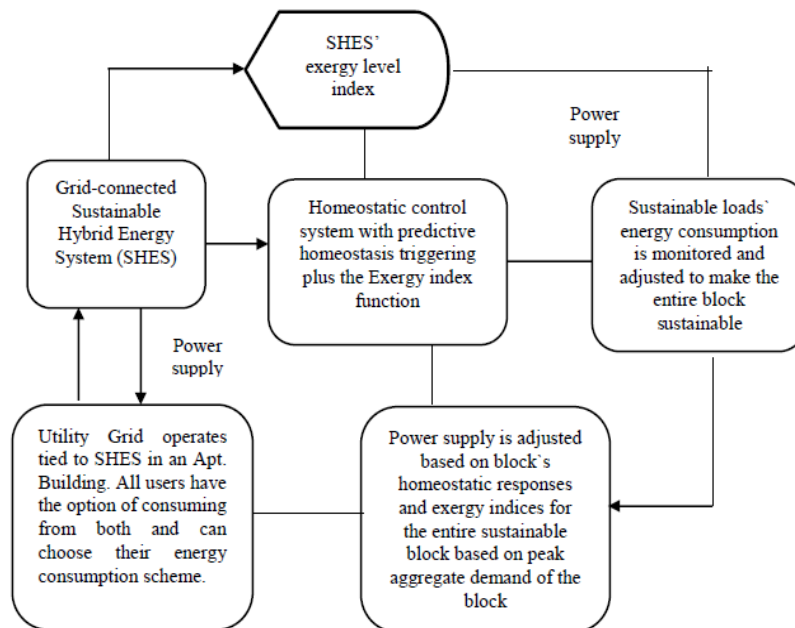 SHES’
exergy level
index
Power
supply
Grid-connected
Sustainable
Hybrid Energy
System (SHES)
Homeostatic control
system with predictive
homeostasis triggering
plus the Exergy index
function
Sustainable loads`
energy consumption
is monitored and
adjusted to make the
entire block
sustainable
Power
supply
Utility Grid operates
tied to SHES in an Apt.
Building. All users have
the option of consuming
from both and can
choose their energy
consumption scheme.
Power supply is adjusted
based on block`s
homeostatic responses
and exergy indices for
the entire sustainable
block based on peak
aggregate demand of the
block